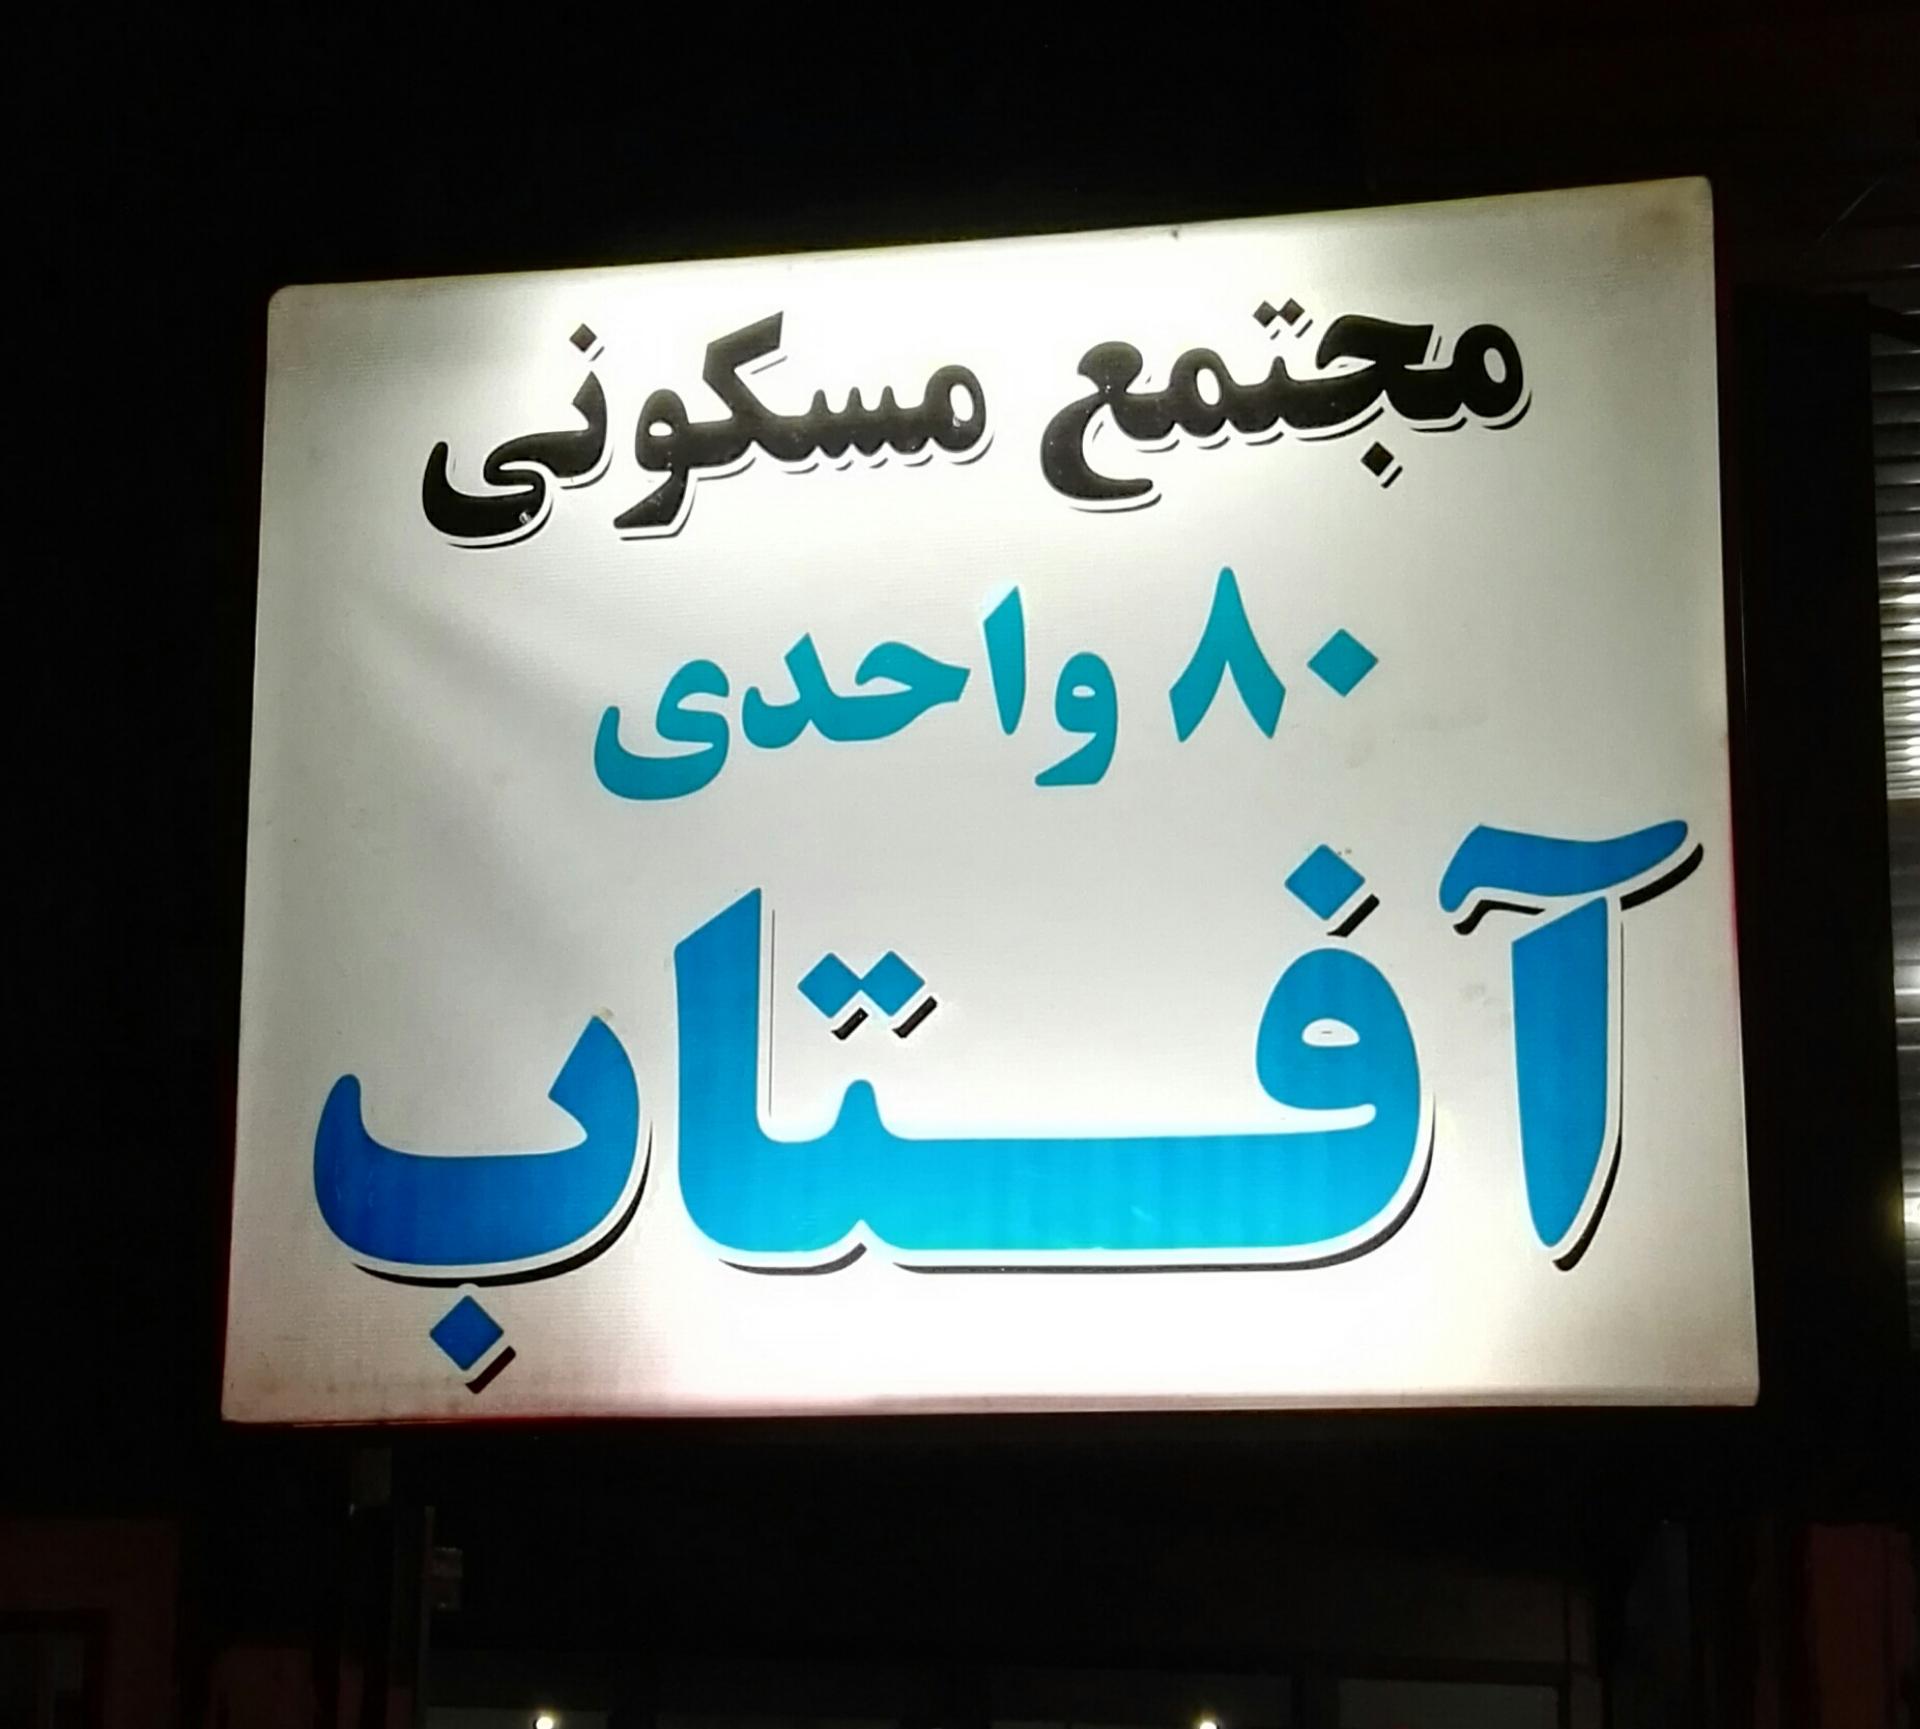 مجتمع مسکونی
۸۰ واحدی
آفتاب